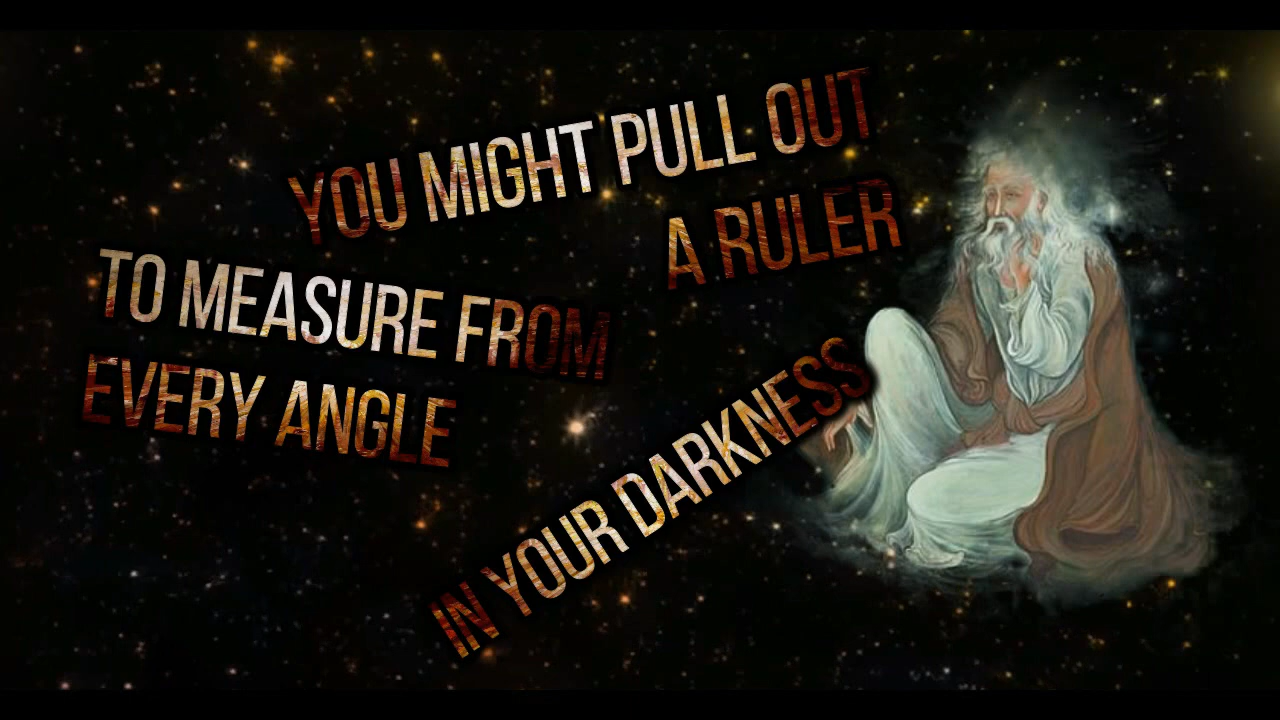 YOU MIGHT PULL OUT
A RULER
TO MEASURE FROM
EVERY ANGLE
IN YOUR DARKNESS